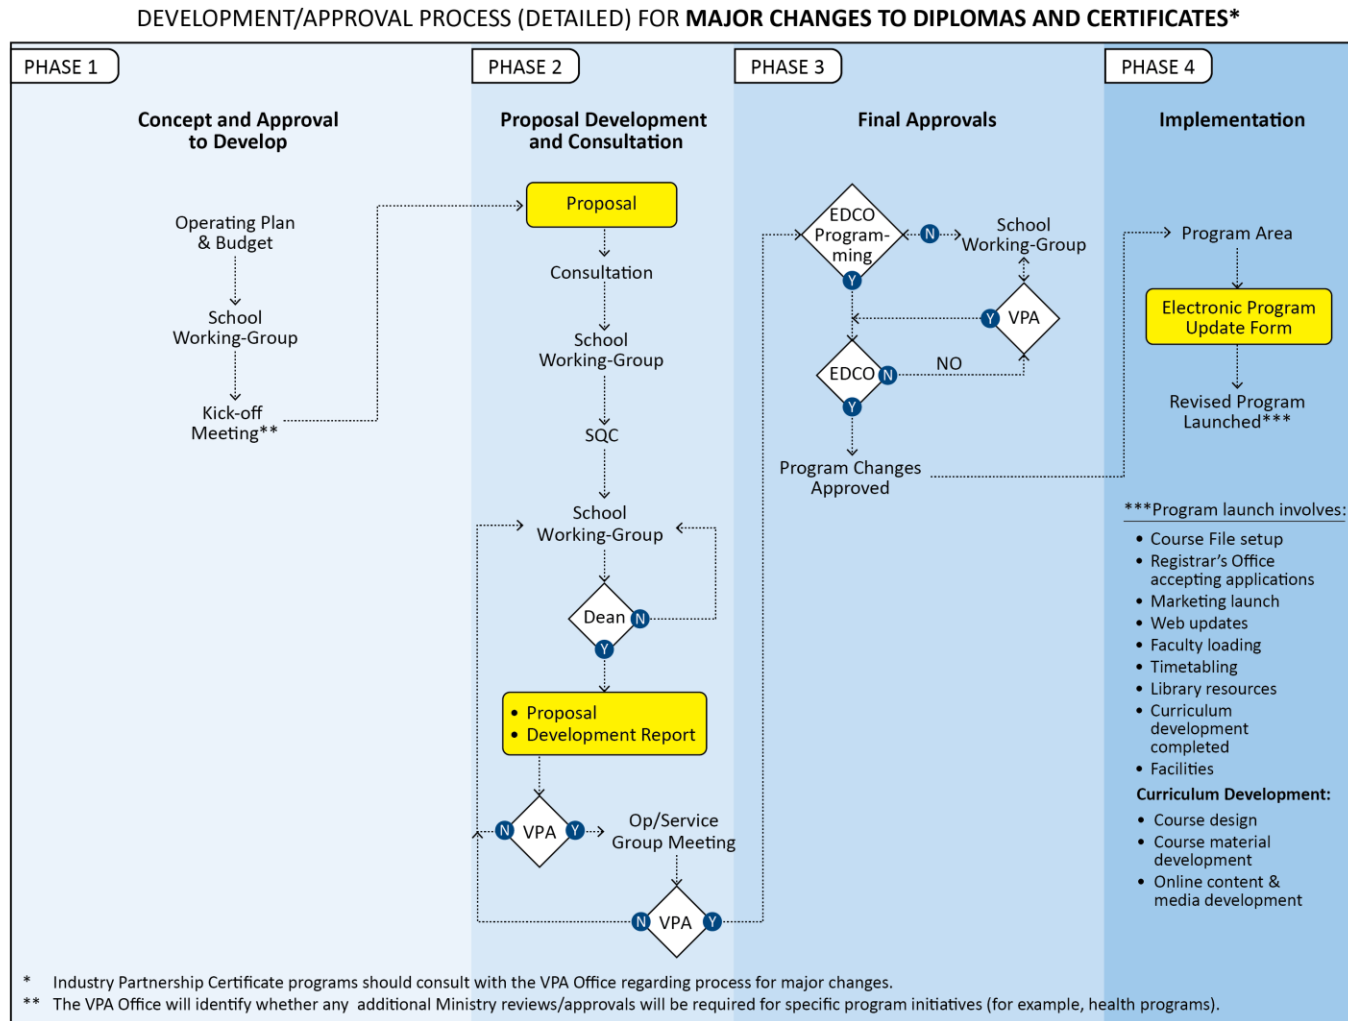 DEVELOPMENT/APPROVAL PROCESS (DETAILED) FOR MAJOR CHANGES TO DIPLOMAS AND CERTIFICATES*
PHASE 1
Concept and Approval
to Develop
Operating Plan
& Budget
School
Working-Group
Kick-off
Meeting**
PHASE 2
Proposal Development
and Consultation
Proposal
Consultation
School
Working-Group
SQC
School
Working-Group
Dean
N
Y
• Proposal
• Development Report
N
VPA
Y
Op/Service
Group Meeting
N
VPA
Y
PHASE 3
Final Approvals
EDCO
Program-
ming
N
Y
School
Working-Group
Y
VPA
EDCO
N
NO
Y
Program Changes
Approved
PHASE 4
Implementation
Program Area
Electronic Program
Update Form
Revised Program
Launched***
***Program launch involves:
• Course File setup
• Registrar's Office
accepting applications
• Marketing launch
• Web updates
• Faculty loading
• Timetabling
• Library resources
• Curriculum
development
completed
• Facilities
Curriculum Development:
• Course design
• Course material
development
• Online content &
media development
* Industry Partnership Certificate programs should consult with the VPA Office regarding process for major changes.
** The VPA Office will identify whether any additional Ministry reviews/approvals will be required for specific program initiatives (for example, health programs).